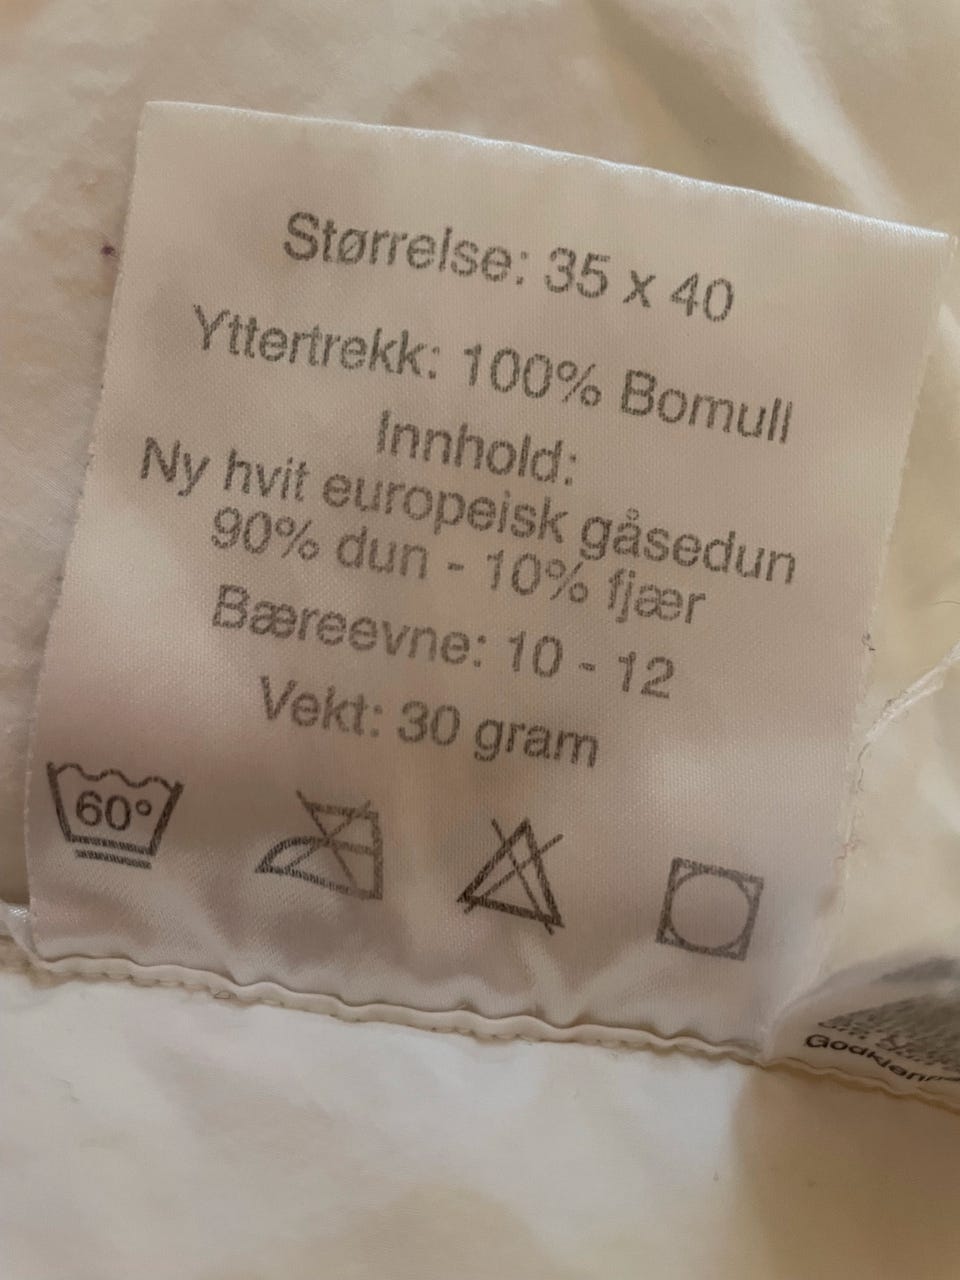 Størrelse: 35 x 40
Yttertrekk: 100% Bomull
Innhold:
Ny hvit europeisk gåsedun
90% dun - 10% fjær
Bæreevne: 10 - 12
Vekt: 30 gram
60°